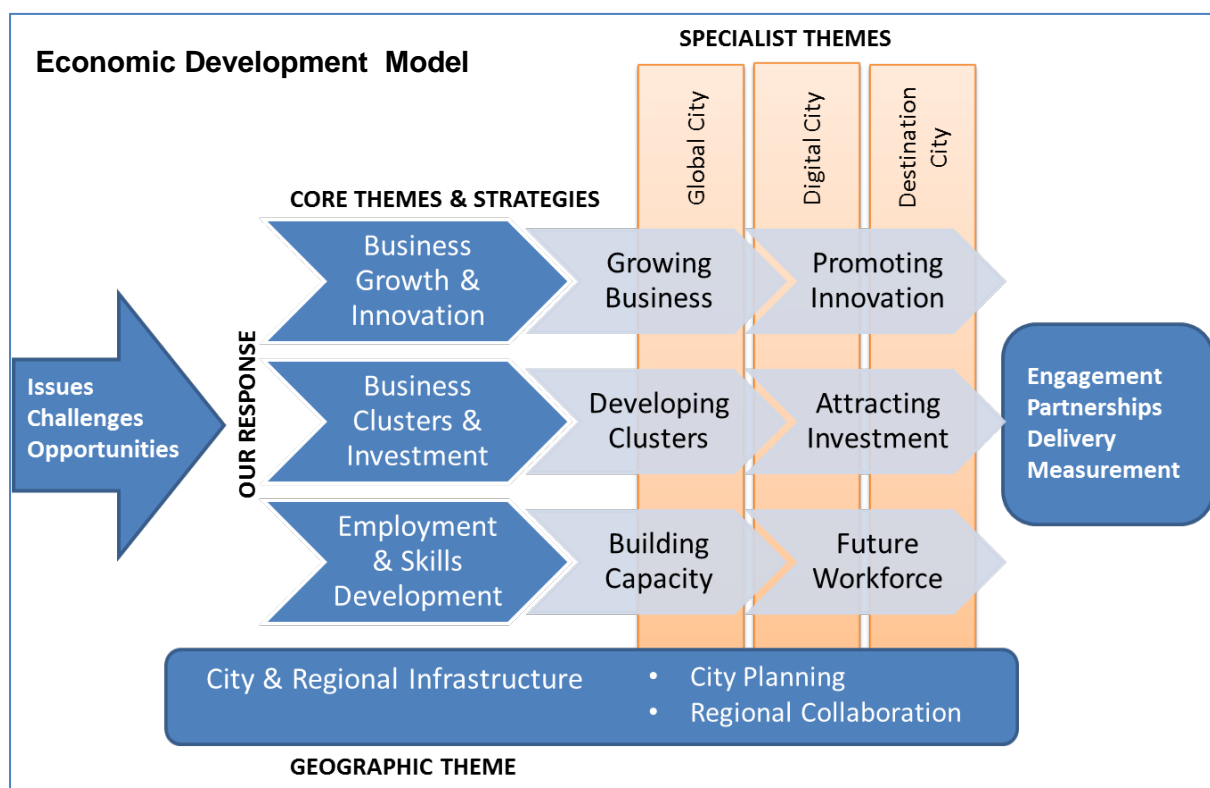 SPECIALIST THEMES
Economic Development Model
Global City
Digital City
Destination
City
CORE THEMES & STRATEGIES
OUR RESPONSE
Issues
Challenges
Opportunities
Business
Growth &
Innovation
Growing
Business
Promoting
Innovation
Business
Clusters &
Investment
Developing
Clusters
Attracting
Investment
Employment
& Skills
Development
Building
Capacity
Future
Workforce
Engagement
Partnerships
Delivery
Measurement
City & Regional Infrastructure
• City Planning
• Regional Collaboration
GEOGRAPHIC THEME